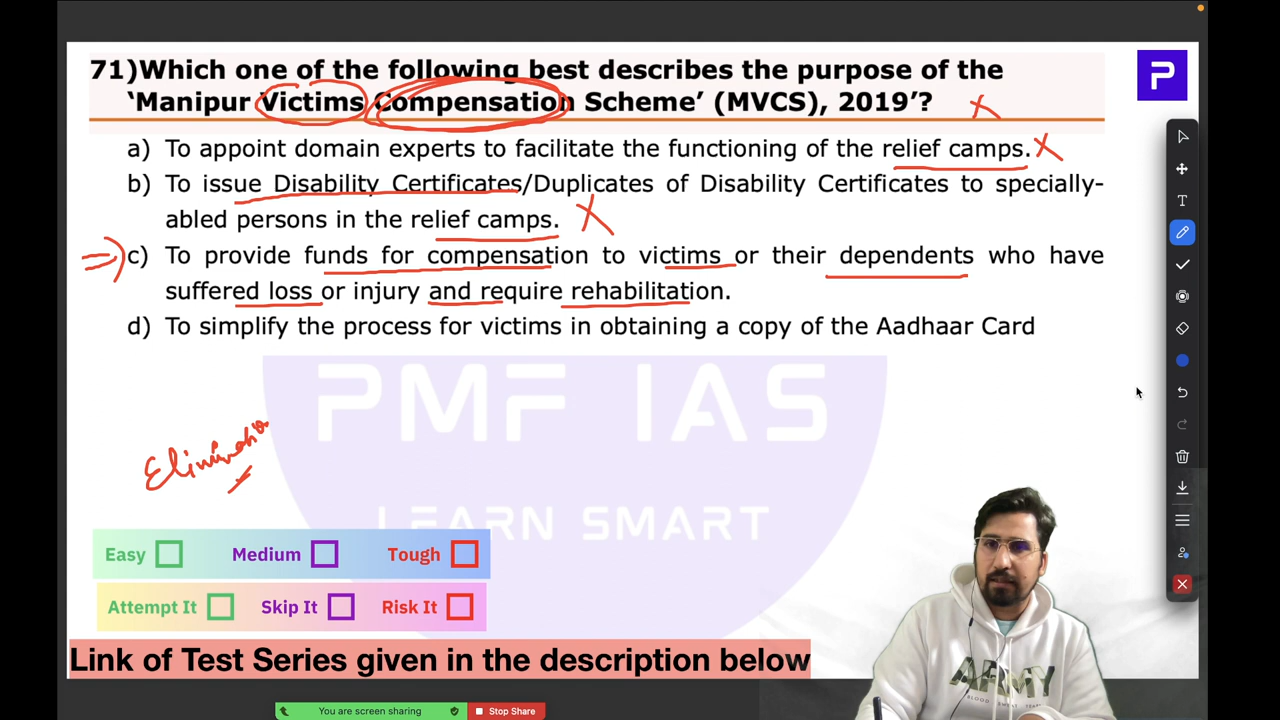 71)Which one of the following best describes the purpose of the
‘Manipur Victims Compensation Scheme’ (MVCS), 2019’?
a) To appoint domain experts to facilitate the functioning of the relief camps.
b) To issue Disability Certificates/Duplicates of Disability Certificates to specially-
abled persons in the relief camps.
c) To provide funds for compensation to victims or their dependents who have
suffered loss or injury and require rehabilitation.
d) To simplify the process for victims in obtaining a copy of the Aadhaar Card
PMF IAS
LEARN SMART
Elimination
Easy Medium Tough
Attempt It Skip It Risk It
Link of Test Series given in the description below
ARMY
You are screen sharing Stop Share